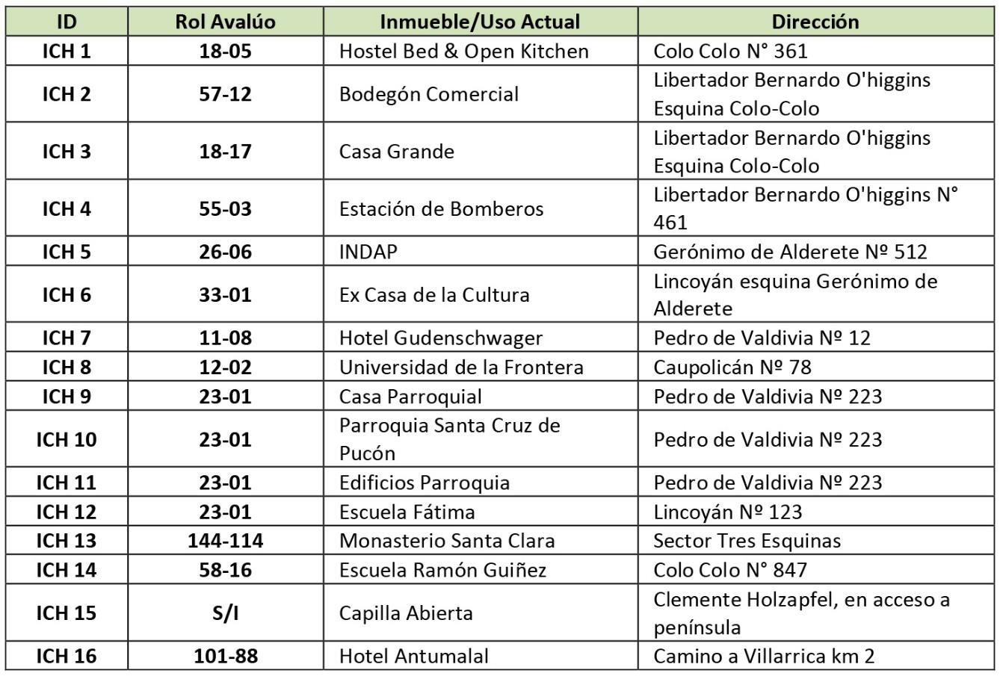 ID Rol Avalúo Inmueble/Uso Actual Dirección
ICH 1 18-05 Hostel Bed & Open Kitchen Colo Colo N° 361
ICH 2 57-12 Bodegón Comercial Libertador Bernardo O'higgins
Esquina Colo-Colo
ICH 3 18-17 Casa Grande Libertador Bernardo O'higgins
Esquina Colo-Colo
ICH 4 55-03 Estación de Bomberos Libertador Bernardo O'higgins N°
461
ICH 5 26-06 INDAP Gerónimo de Alderete Nº 512
ICH 6 33-01 Ex Casa de la Cultura Lincoyán esquina Gerónimo de
Alderete
ICH 7 11-08 Hotel Gudenschwager Pedro de Valdivia Nº 12
ICH 8 12-02 Universidad de la Frontera Caupolicán Nº 78
ICH 9 23-01 Casa Parroquial Pedro de Valdivia Nº 223
ICH 10 23-01 Parroquia Santa Cruz de
Pucón Pedro de Valdivia Nº 223
ICH 11 23-01 Edificios Parroquia Pedro de Valdivia Nº 223
ICH 12 23-01 Escuela Fátima Lincoyán Nº 123
ICH 13 144-114 Monasterio Santa Clara Sector Tres Esquinas
ICH 14 58-16 Escuela Ramón Guiñez Colo Colo N° 847
ICH 15 S/I Capilla Abierta Clemente Holzapfel, en acceso a
península
ICH 16 101-88 Hotel Antumalal Camino a Villarrica km 2